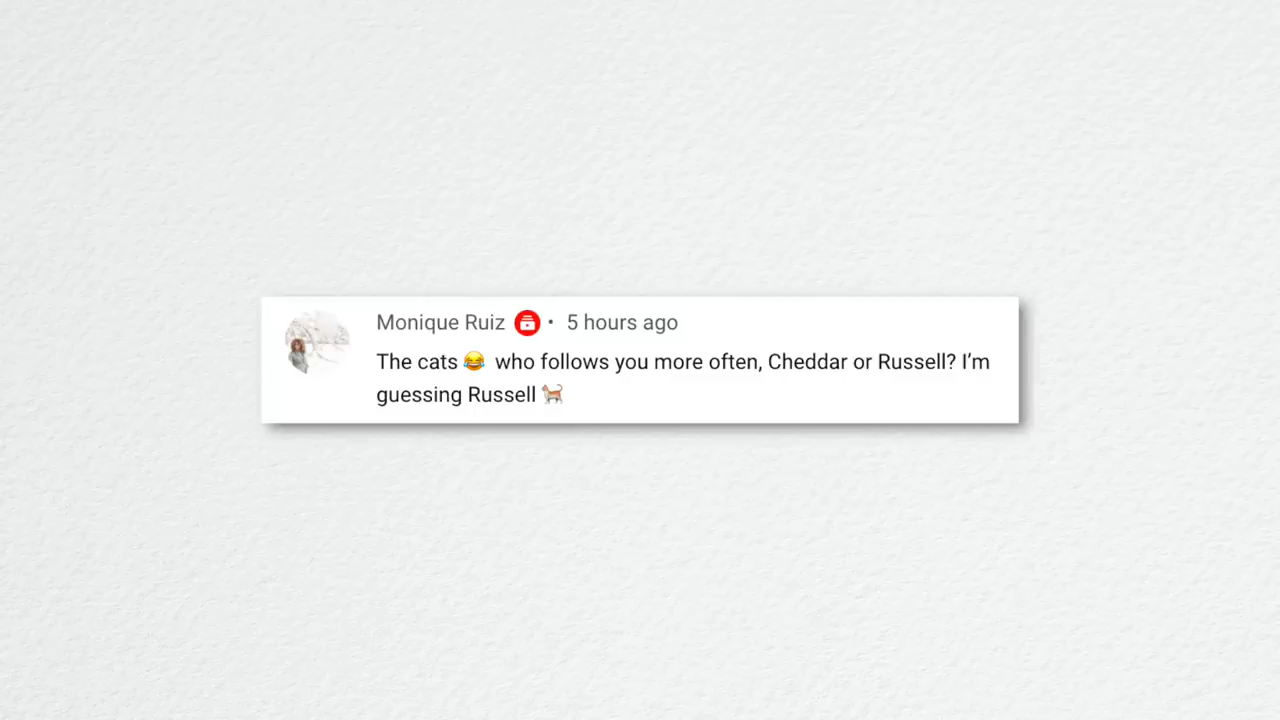 Monique Ruiz • 5 hours ago
The cats 😂 who follows you more often, Cheddar or Russell? I’m
guessing Russell 🐈